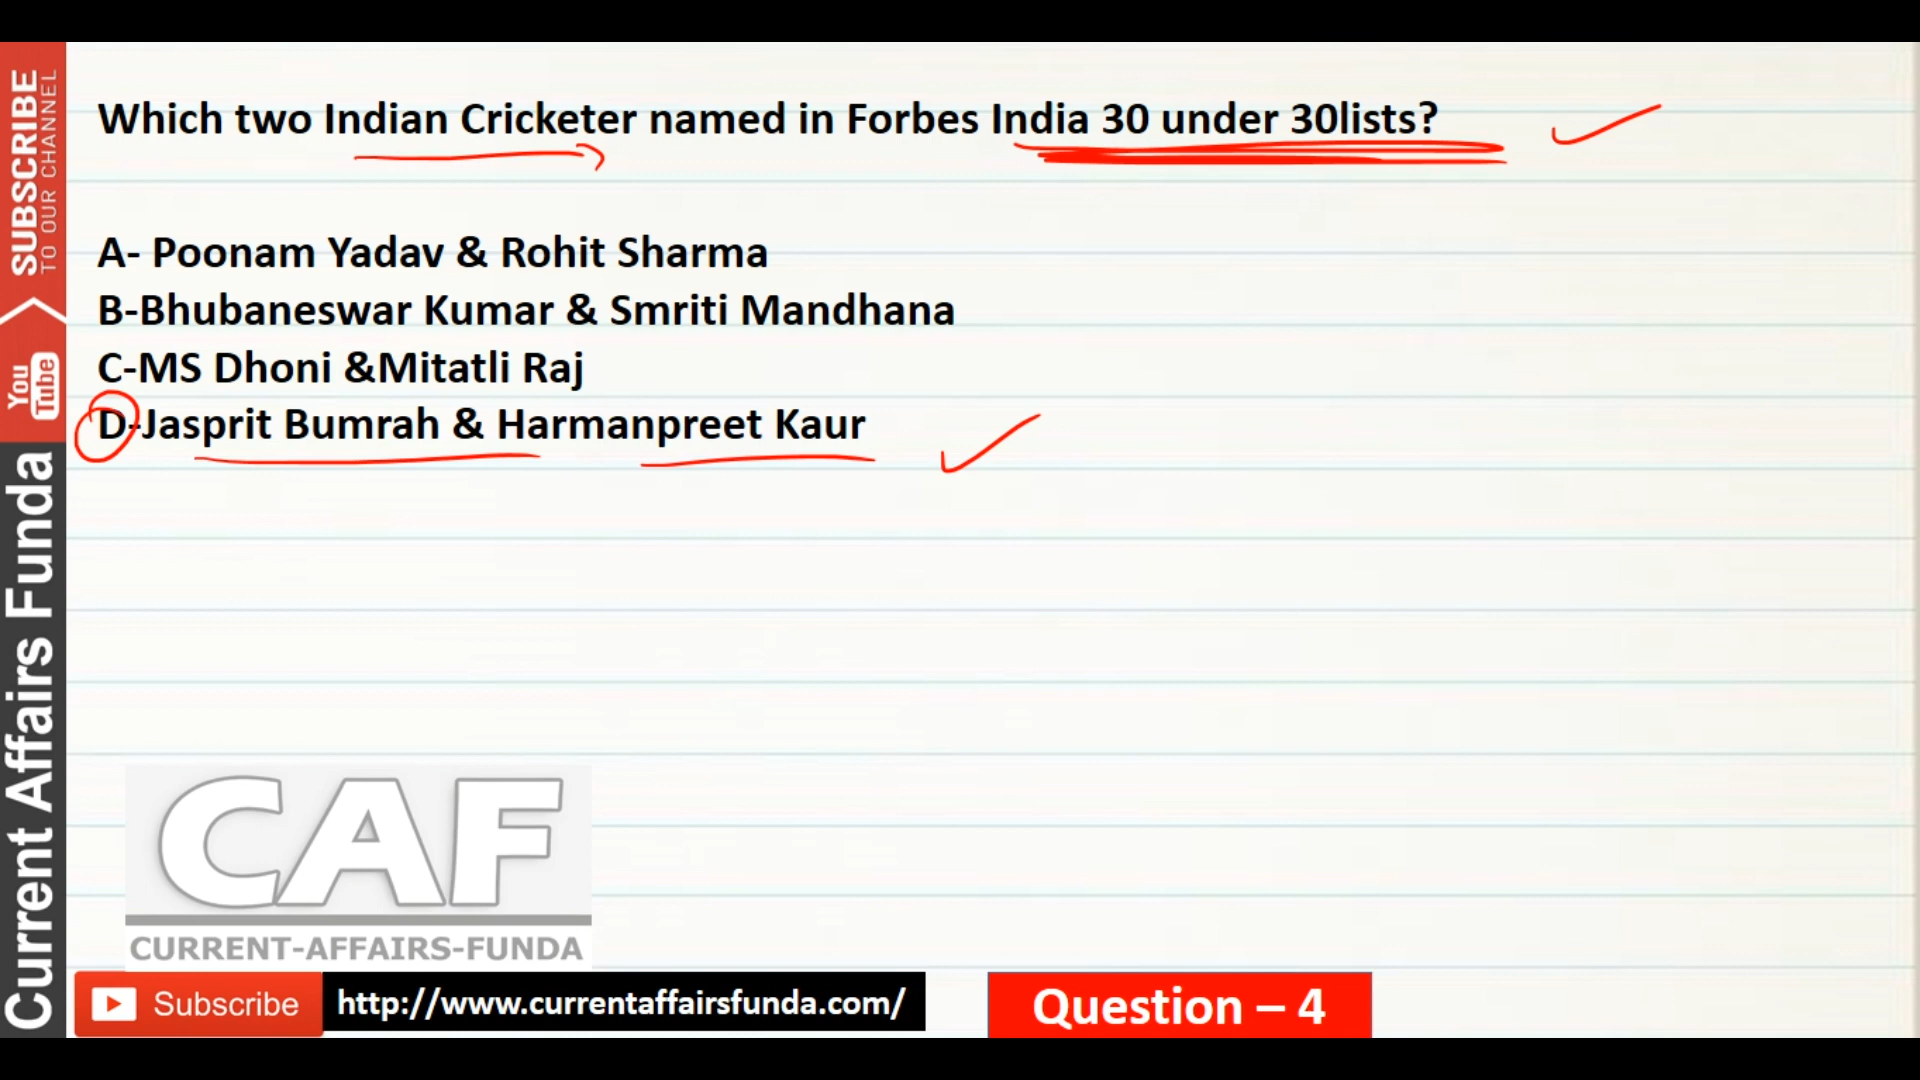 Which two Indian Cricketer named in Forbes India 30 under 30lists?
A- Poonam Yadav & Rohit Sharma
B-Bhubaneswar Kumar & Smriti Mandhana
C-MS Dhoni &Mitatli Raj
D-Jasprit Bumrah & Harmanpreet Kaur
SUBSCRIBE
TO OUR CHANNEL
You
Tube
Current Affairs Funda
CAF
CURRENT-AFFAIRS-FUNDA
Subscribe
http://www.currentaffairsfunda.com/
Question – 4